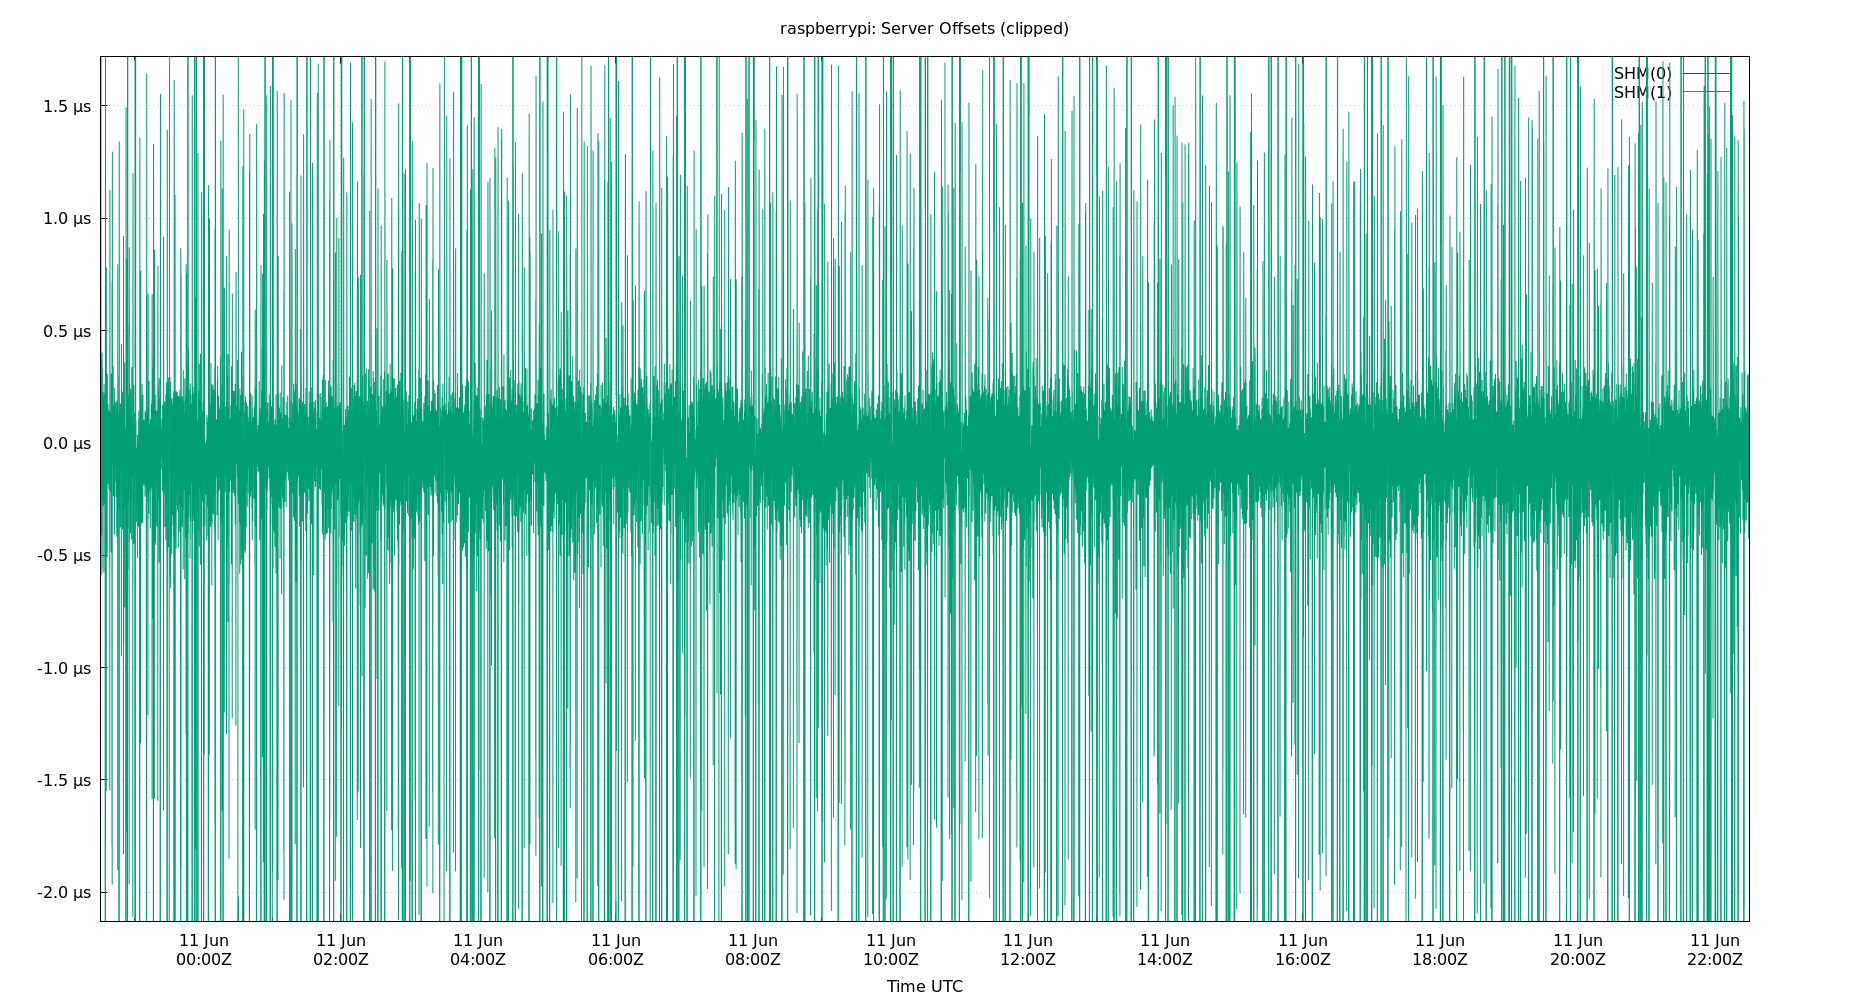 raspberrypi: Server Offsets (clipped)
SHM(0)
SHM(1)
1.5 µs
1.0 µs
0.5 µs
0.0 µs
-0.5 µs
-1.0 µs
-1.5 µs
-2.0 µs
11 Jun 11 Jun 11 Jun 11 Jun 11 Jun 11 Jun 11 Jun 11 Jun 11 Jun 11 Jun 11 Jun 11 Jun
00:00Z 02:00Z 04:00Z 06:00Z 08:00Z 10:00Z 12:00Z 14:00Z 16:00Z 18:00Z 20:00Z 22:00Z
Time UTC